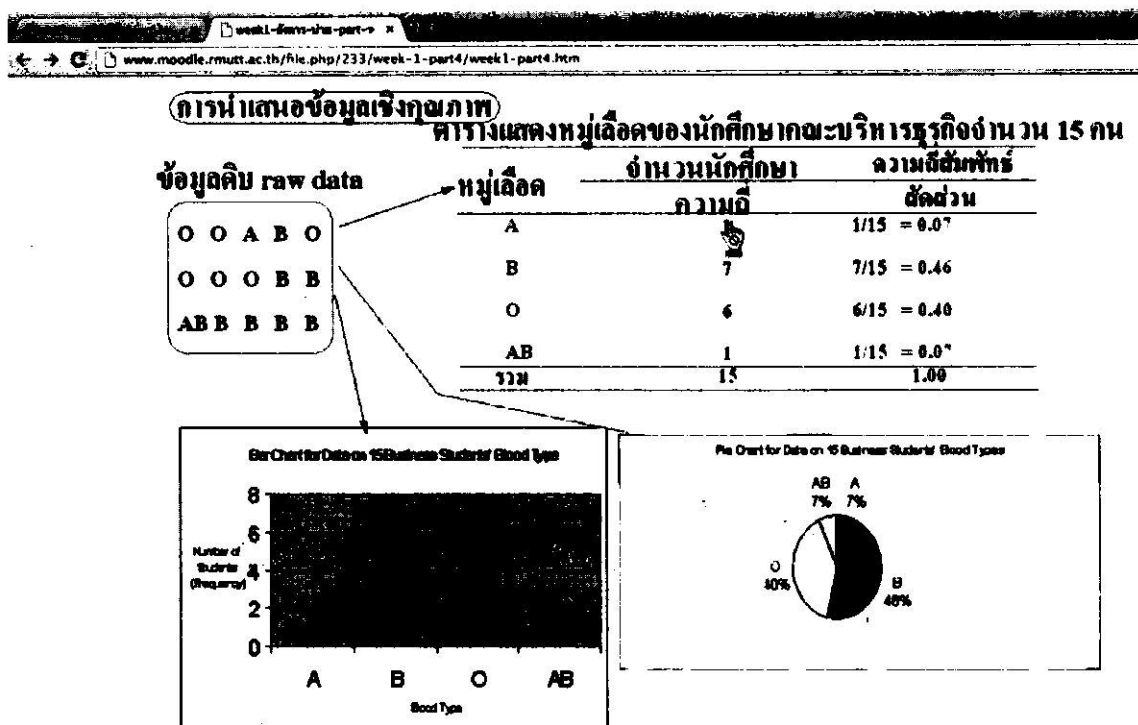 week1-
www.moodle.rmutt.ac.th/file.php/233/week-1-part4/week1-part4.htm
การนำเสนอข้อมูลเชิงคุณภาพ
ตารางแสดงหมู่เลือดของนักศึกษาคณะบริหารธุรกิจจำนวน 15 คน
ข้อมูลดิบ raw data
O O A B O
O O O B B
AB B B B B
หมู่เลือด จำนวนนักศึกษา ความถี่สัมพัทธ์
ความถี่ สัดส่วน
A 1/15 = 0.07
B 7 7/15 = 0.46
O 6 6/15 = 0.40
AB 1 1/15 = 0.07
รวม 15 1.00
Bar Chart for Data on 15 Business Students' Blood Type
8
6
4
2
0
Number of
Students
(Frequency)
A B O AB
Blood Type
Pie Chart for Data on 15 Business Students' Blood Types
AB A
7% 7%
O
40%
B
46%